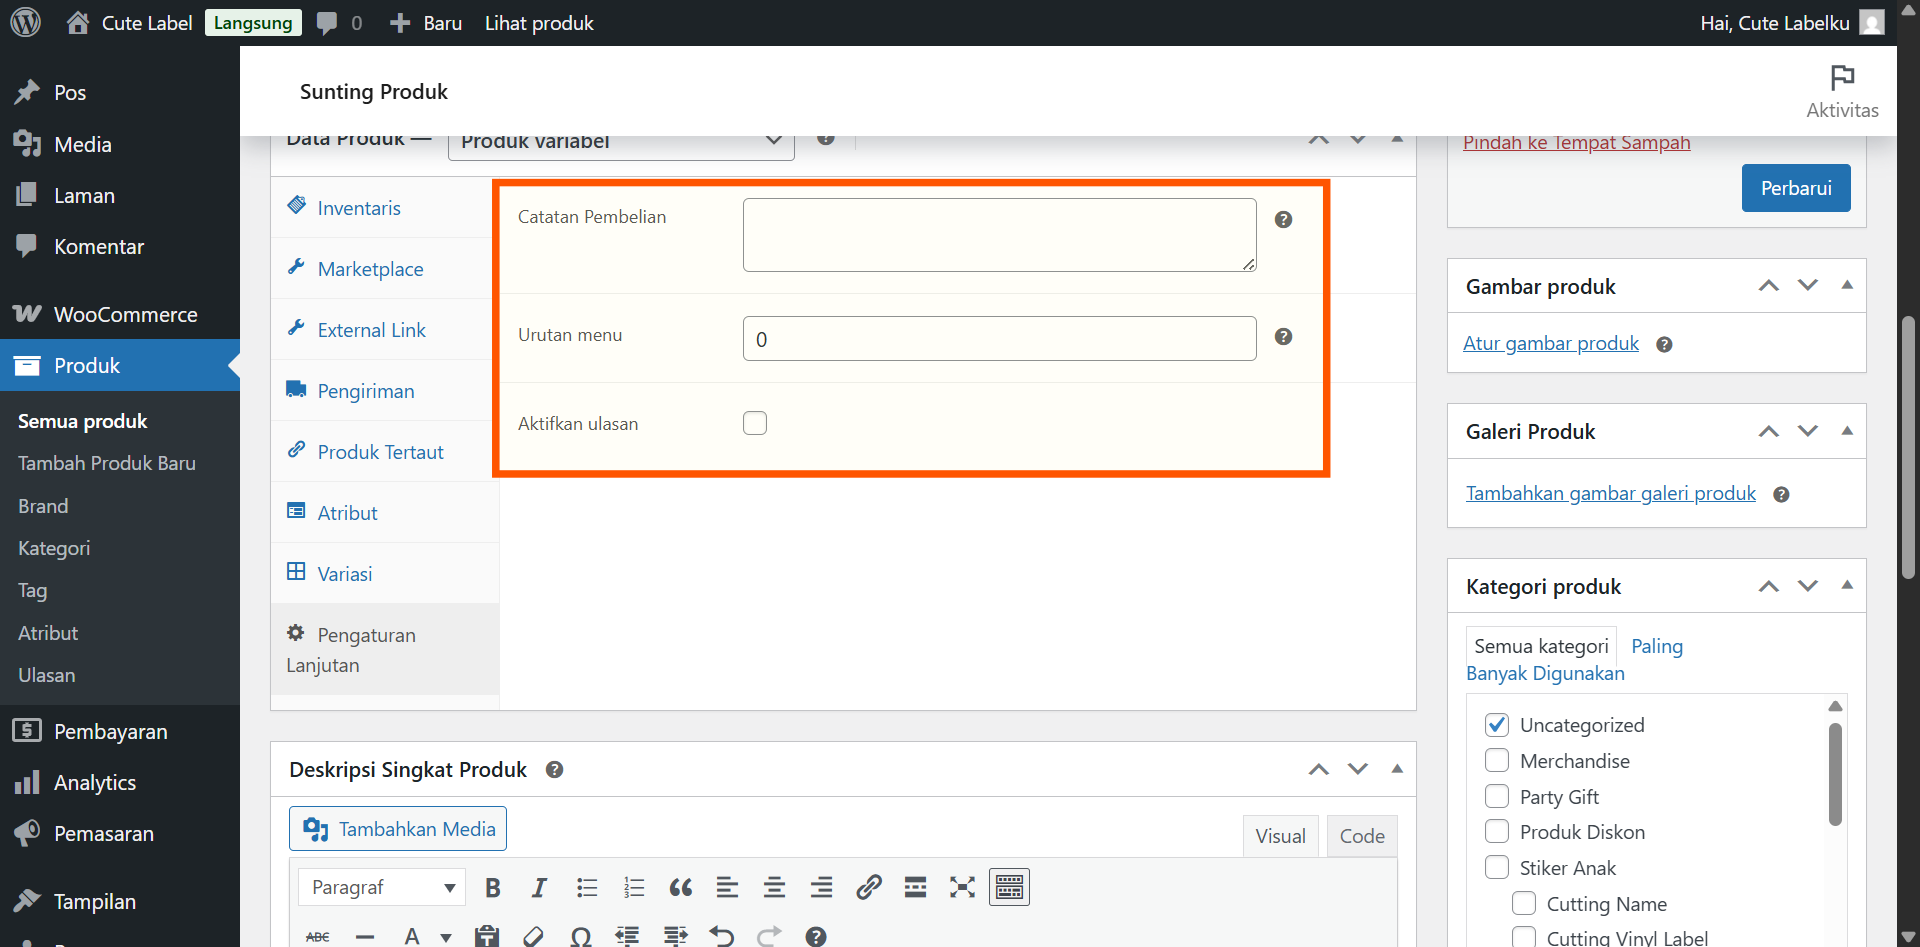 Cute Label Langsung 0 Baru Lihat produk Hai, Cute Labelku
Pos
Media
Laman
Komentar
WooCommerce
Produk
Semua produk
Tambah Produk Baru
Brand
Kategori
Tag
Atribut
Ulasan
Pembayaran
Analytics
Pemasaran
Tampilan
Sunting Produk
Aktivitas
Data Produk — Produk variabel
Inventaris
Marketplace
External Link
Pengiriman
Produk Tertaut
Atribut
Variasi
Pengaturan
Lanjutan
Catatan Pembelian
Urutan menu 0
Aktifkan ulasan
Deskripsi Singkat Produk
Tambahkan Media
Visual Code
Paragraf
ABC
Pindah ke Tempat Sampah
Perbarui
Gambar produk
Atur gambar produk
Galeri Produk
Tambahkan gambar galeri produk
Kategori produk
Semua kategori Paling
Banyak Digunakan
Uncategorized
Merchandise
Party Gift
Produk Diskon
Stiker Anak
Cutting Name
Cutting Vinyl Label